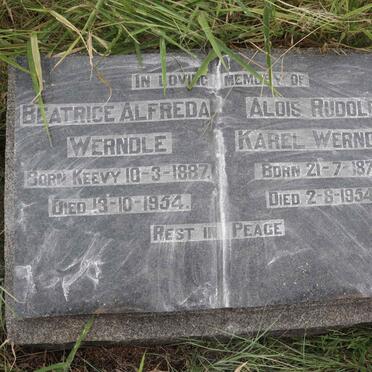 IN LOVING MEMORY OF
BEATRICE ALFREDA
WERNDLE
BORN KEEVY 10-3-1887.
DIED 13-10-1954.
ALOIS RUDOL
KAREL WERN
BORN 21-7-187
DIED 2-8-1954
REST IN PEACE